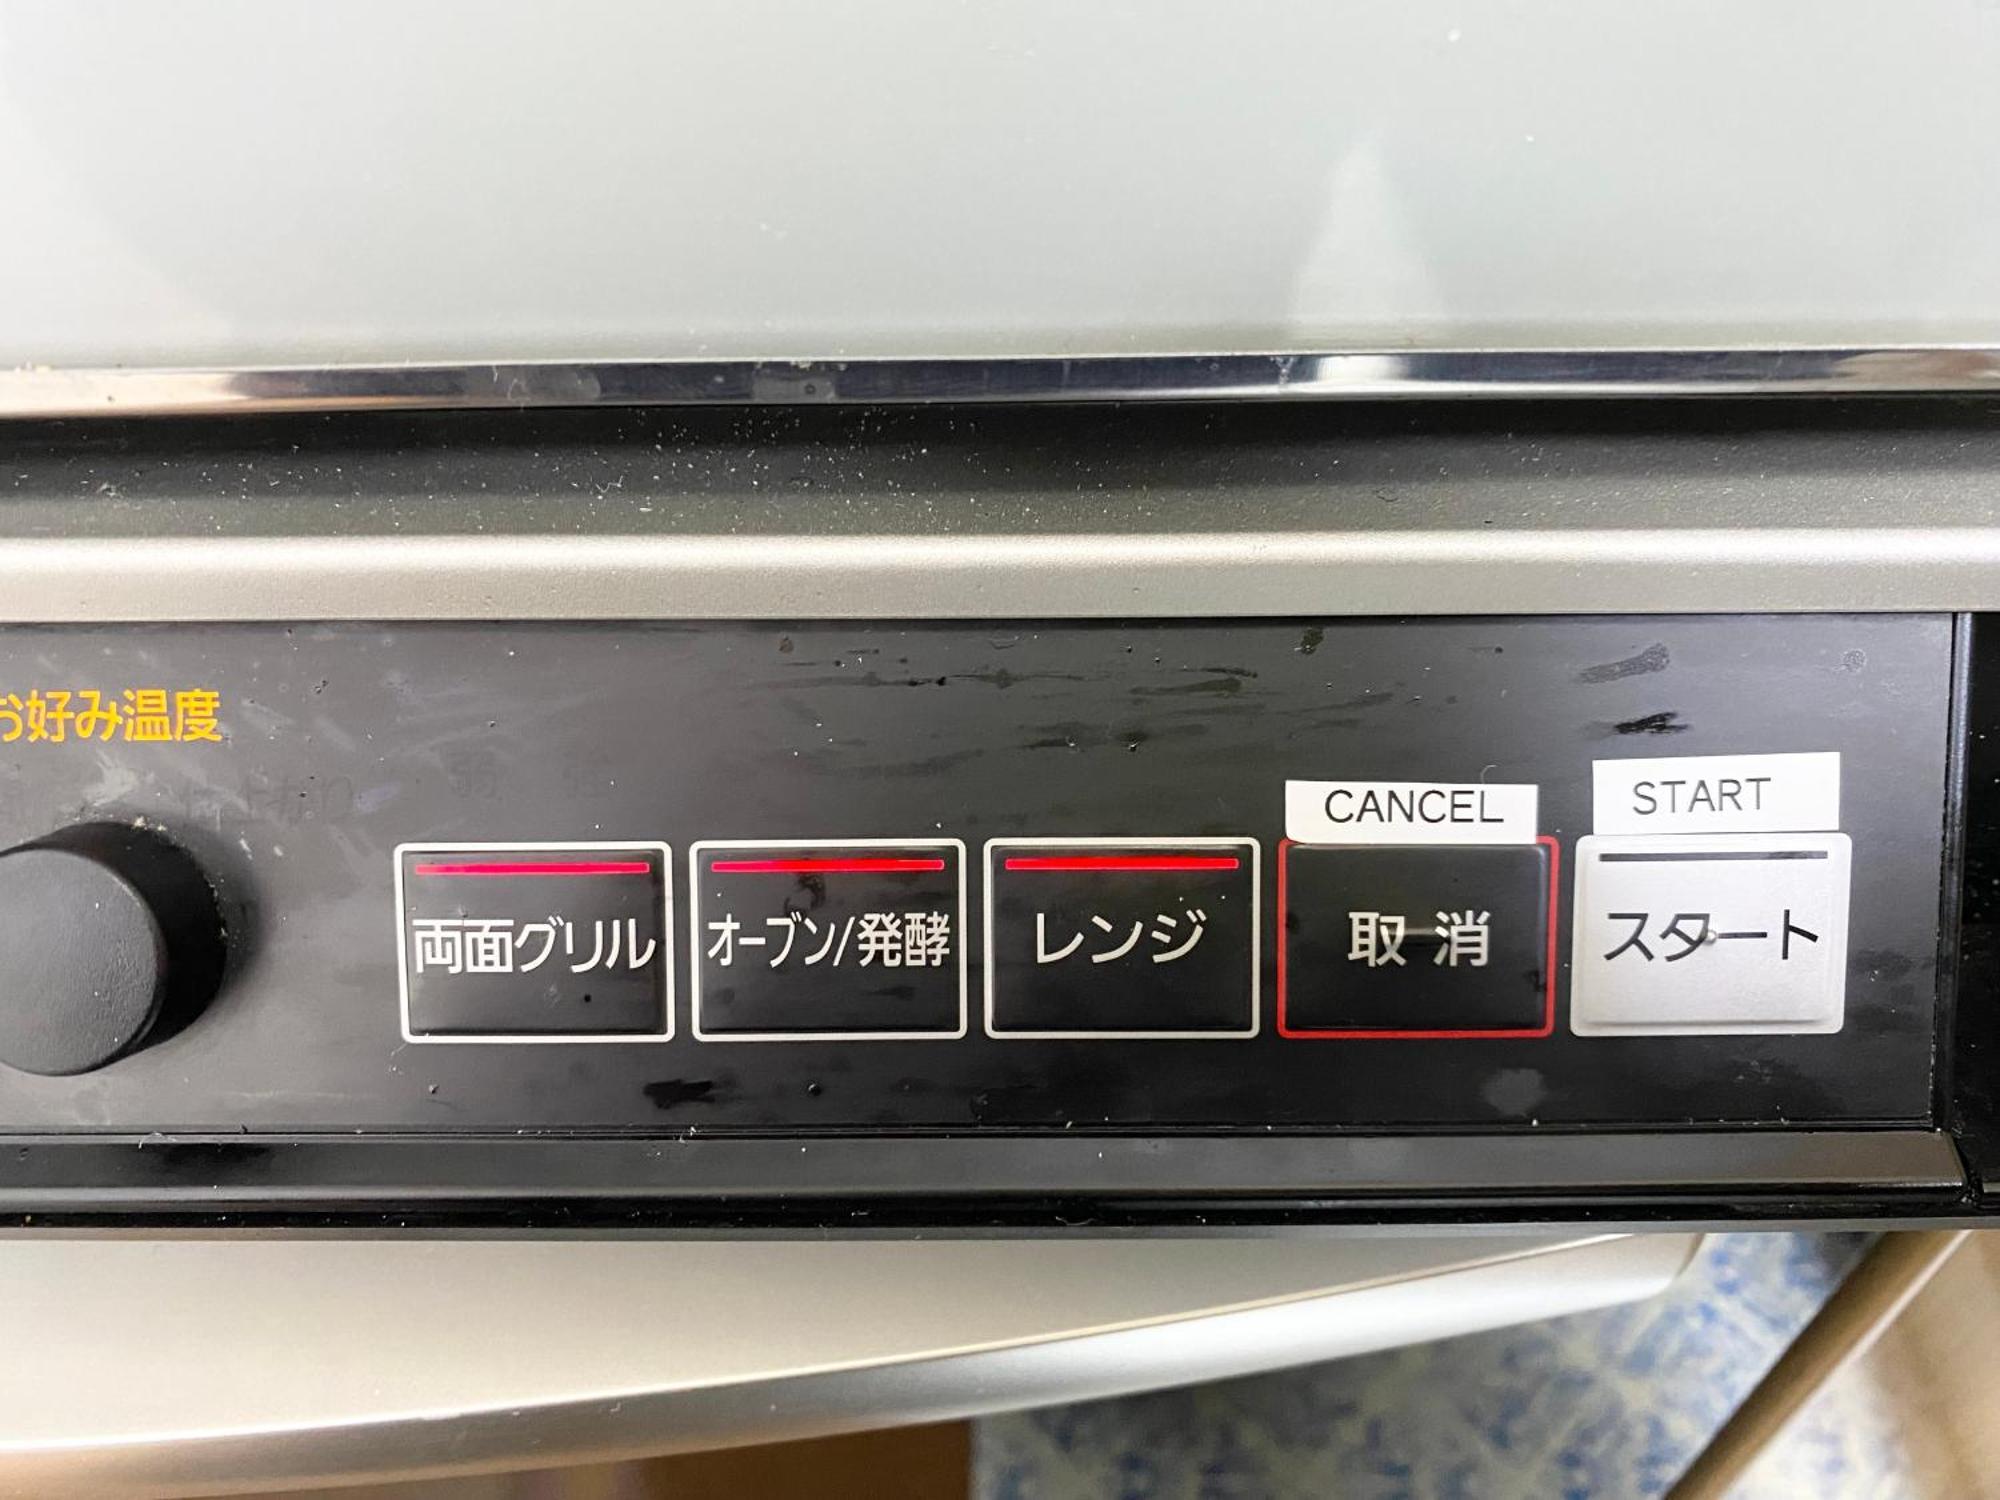 お好み温度
CANCEL
START
両面グリル
オーブン/発酵
レンジ
取消
スタート